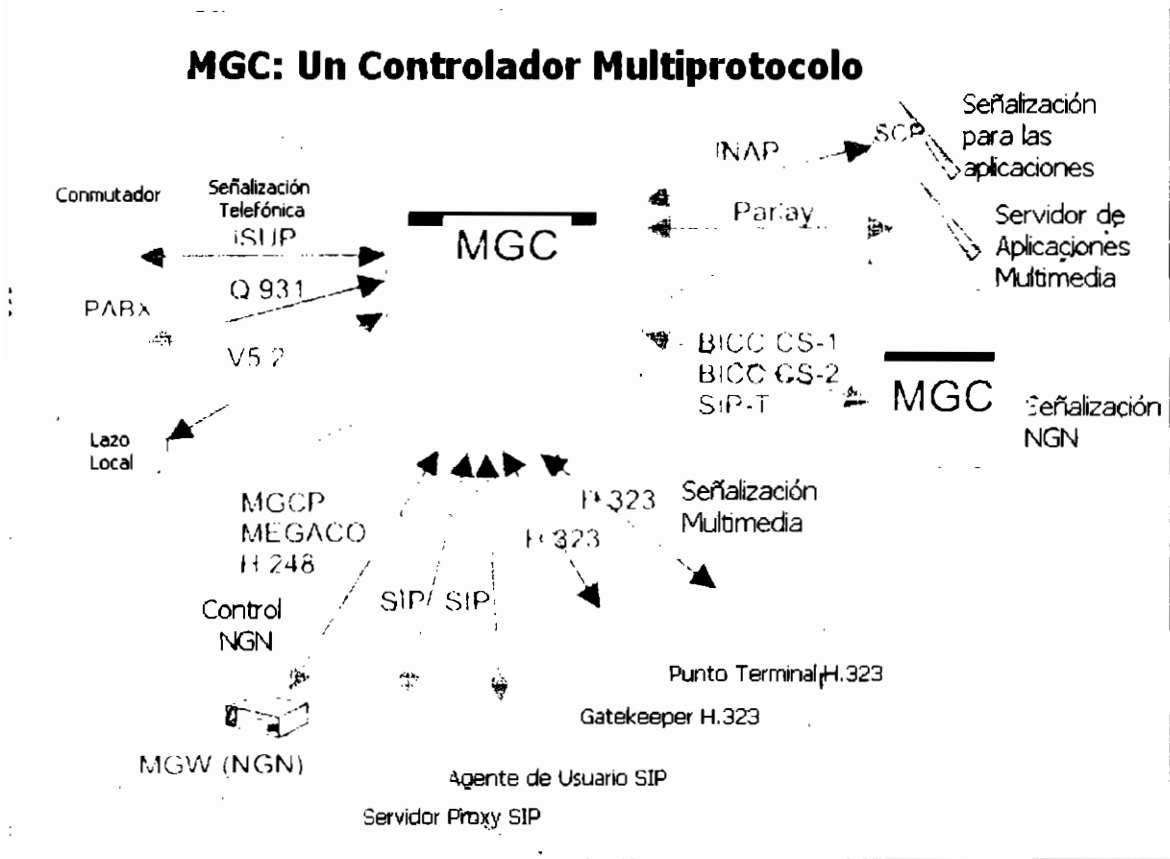 MGC: Un Controlador Multiprotocolo
Señalización
para las
aplicaciones
SCP
INAP
Conmutador
Señalización
Telefónica
ISUP
MGC
Parlay
Servidor de
Aplicaciones
Multimedia
Q 931
PABX
V5 2
BICC CS-1
BICC CS-2
SIP-T
MGC
Señalización
NGN
Lazo
Local
MGCP
MEGACO
H 248
H.323
H 323
Señalización
Multimedia
SIP
SIP
Control
NGN
Punto Terminal H.323
Gatekeeper H.323
MGW (NGN)
Agente de Usuario SIP
Servidor Proxy SIP